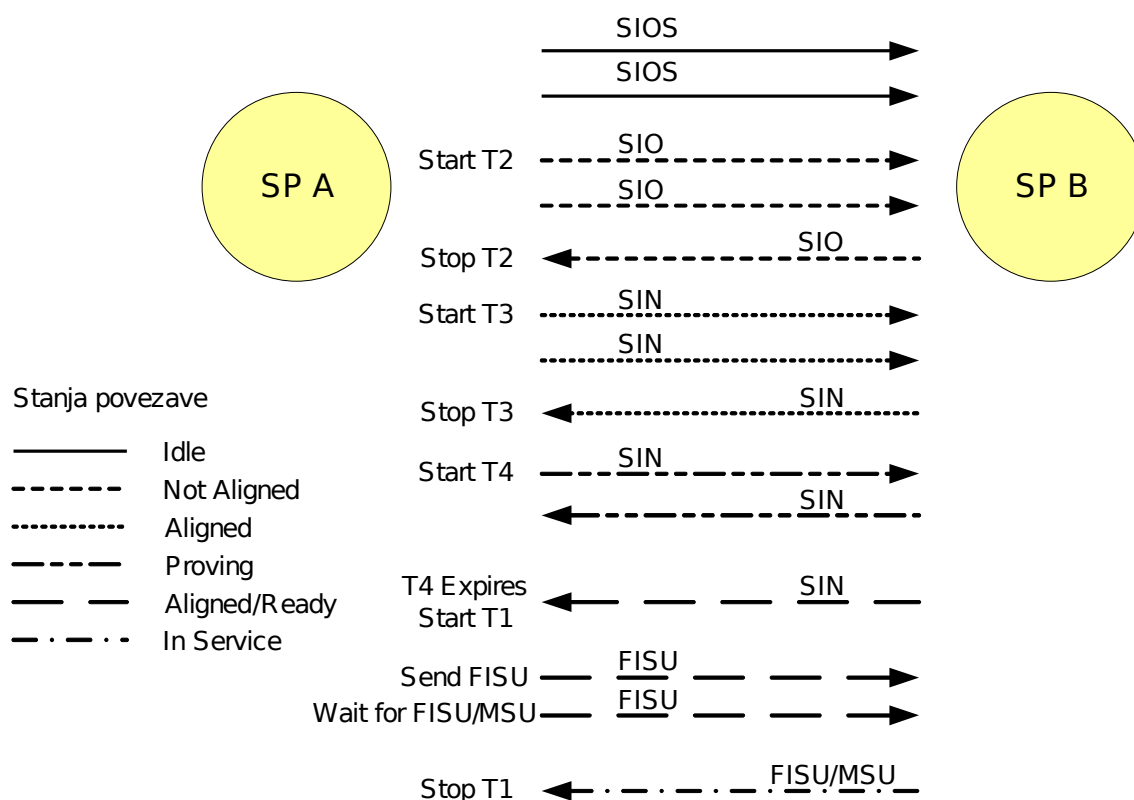 SIOS
SIOS
SP A
SP B
Start T2
SIO
SIO
Stop T2
SIO
Start T3
SIN
SIN
Stop T3
SIN
Start T4
SIN
SIN
T4 Expires
Start T1
SIN
Send FISU
FISU
Wait for FISU/MSU
FISU
Stop T1
FISU/MSU
Stanja povezave
Idle
Not Aligned
Aligned
Proving
Aligned/Ready
In Service